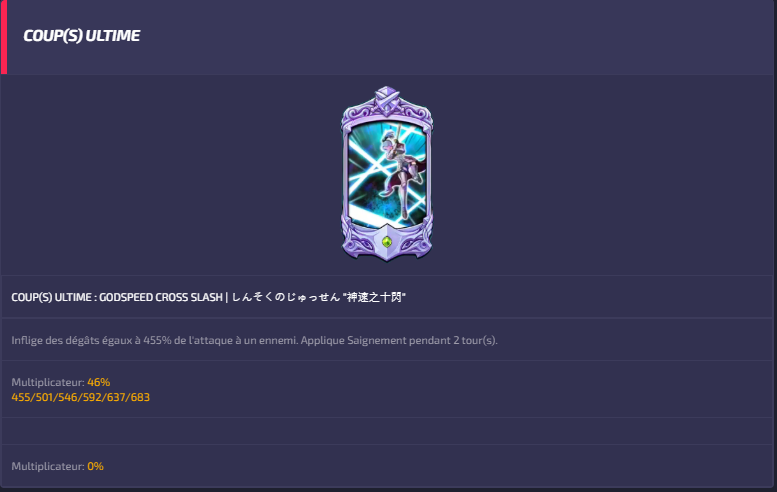 COUP(S) ULTIME
COUP(S) ULTIME : GODSPEED CROSS SLASH | しんそくのじゅっせん "神速之十閃"
Inflige des dégâts égaux à 455% de l'attaque à un ennemi. Applique Saignement pendant 2 tour(s).
Multiplicateur: 46%
455/501/546/592/637/683
Multiplicateur: 0%